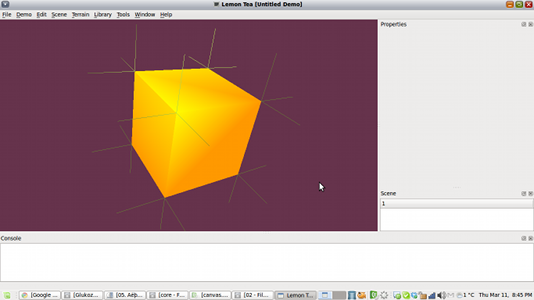 Lemon Tea [Untitled Demo]
File Demo Edit Scene Terrain Library Tools Window Help
Properties
Scene
1
Console
[Google ... [Glukoz... [05. Аер... [core - F... [canvas.... [02 - Fil... Lemon T... 1 °C Thu Mar 11, 8:45 PM